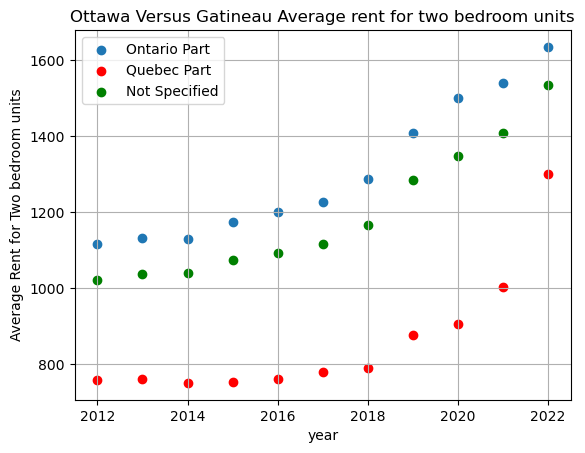 Ottawa Versus Gatineau Average rent for two bedroom units
Ontario Part
Quebec Part
Not Specified
Average Rent for Two bedroom units
1600
1400
1200
1000
800
2012
2014
2016
2018
2020
2022
year